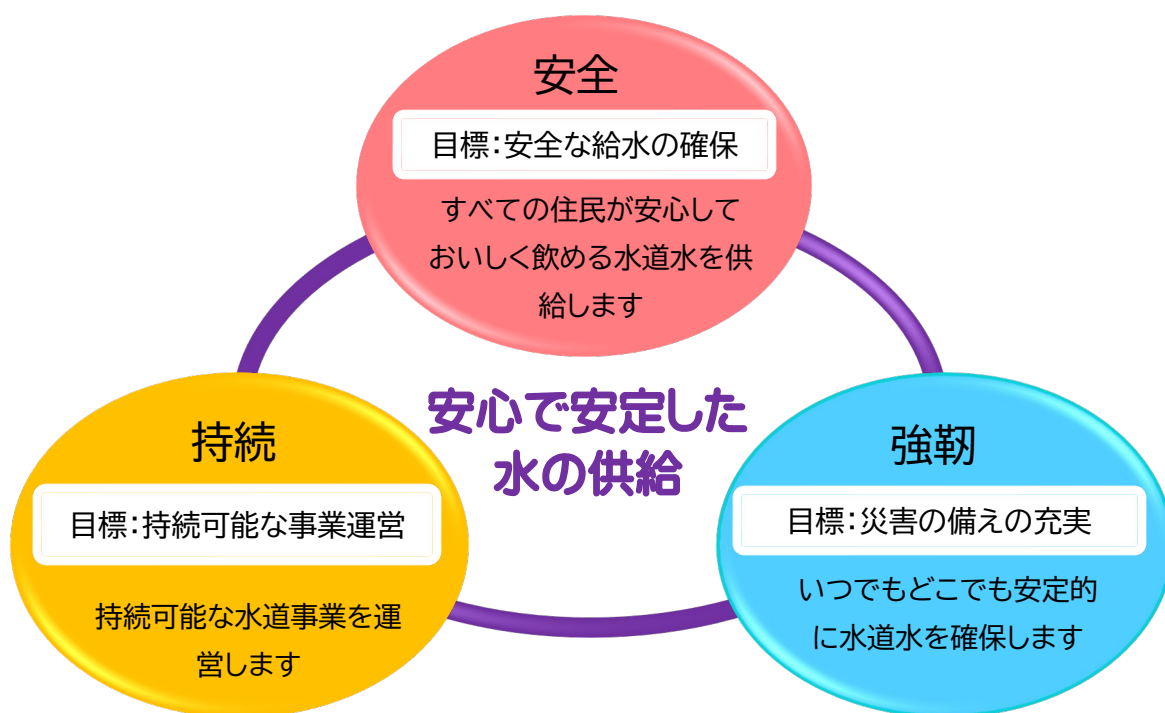 安全
目標:安全な給水の確保
すべての住民が安心して
おいしく飲める水道水を供
給します
安心で安定した
水の供給
持続
目標:持続可能な事業運営
持続可能な水道事業を運
営します
強靭
目標:災害の備えの充実
いつでもどこでも安定的
に水道水を確保します